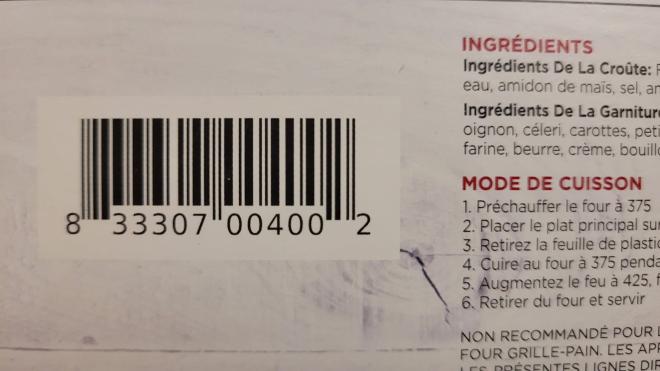 8 33307 00400 2
INGRÉDIENTS
Ingrédients De La Croûte:
eau, amidon de maïs, sel,
Ingrédients De La Garniture
oignon, céleri, carottes,
farine, beurre, crème,
MODE DE CUISSON
1. Préchauffer le four à 375
2. Placer le plat principal
3. Retirez la feuille de
4. Cuire au four à 375
5. Augmentez le feu à 425,
6. Retirer du four et servir
NON RECOMMANDÉ POUR
FOUR GRILLE-PAIN. LES
LES PRÉSENTES LIGNES